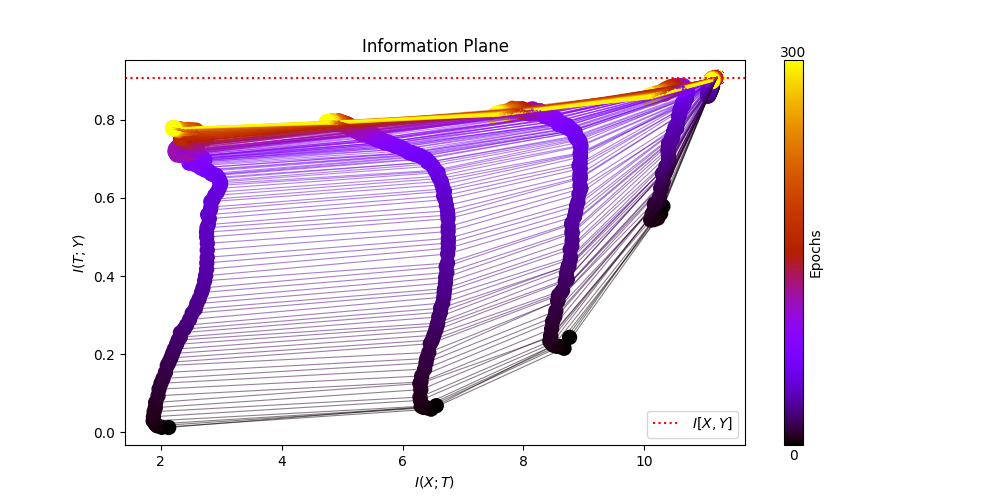 Information Plane
300
0.8
0.6
0.4
0.2
0.0
I(T; Y)
2
4
6
8
10
I(X; T)
I[X, Y]
Epochs
0